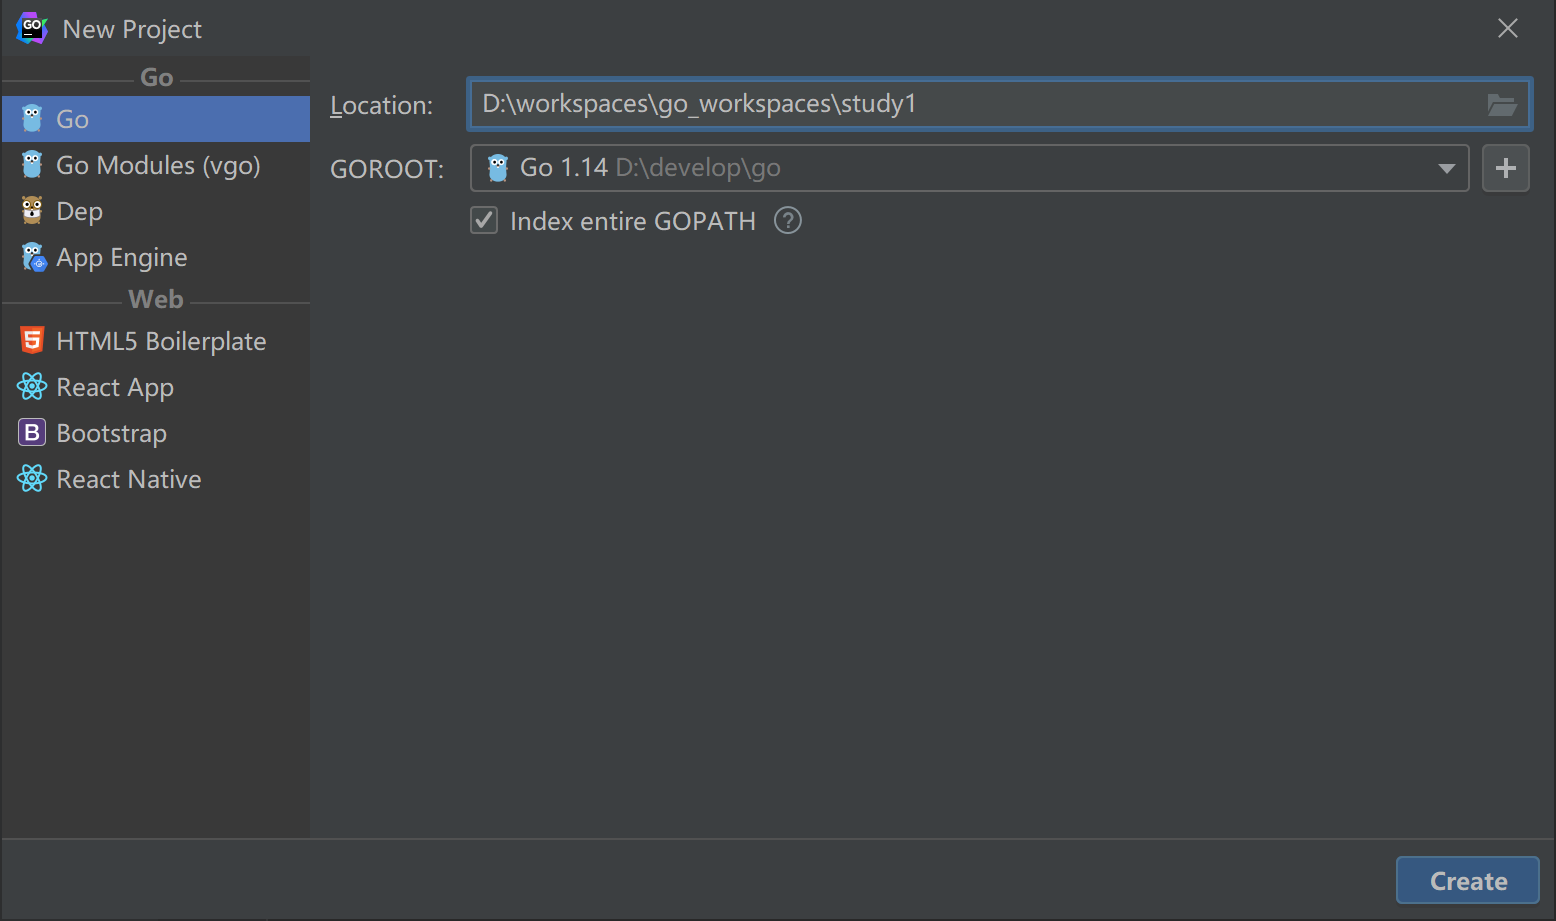 GO
New Project
Go
Go
Go Modules (vgo)
Dep
App Engine
Web
HTML5 Boilerplate
React App
B Bootstrap
React Native
Location: D:\workspaces\go_workspaces\study1
GOROOT: Go 1.14 D:\develop\go
Index entire GOPATH ?
Create